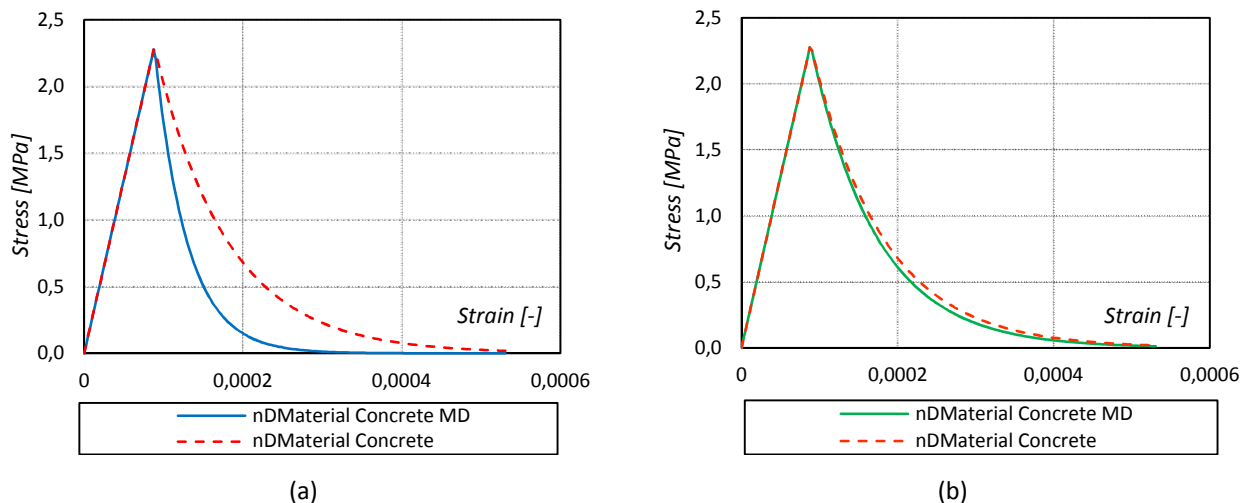 2,5
2,0
1,5
1,0
0,5
0,0
Stress [MPa]
Strain [-]
0
0,0002
0,0004
0,0006
nDMaterial Concrete MD
nDMaterial Concrete
(a)
2,5
2,0
1,5
1,0
0,5
0,0
Stress [MPa]
Strain [-]
0
0,0002
0,0004
0,0006
nDMaterial Concrete MD
nDMaterial Concrete
(b)